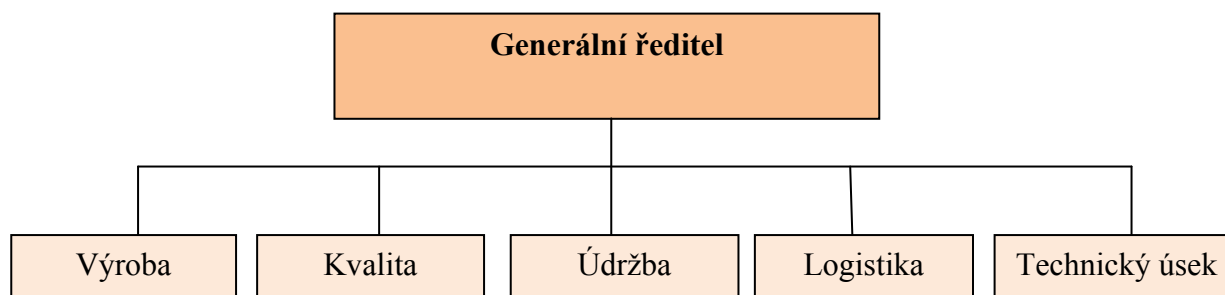 Generální ředitel
Výroba
Kvalita
Údržba
Logistika
Technický úsek